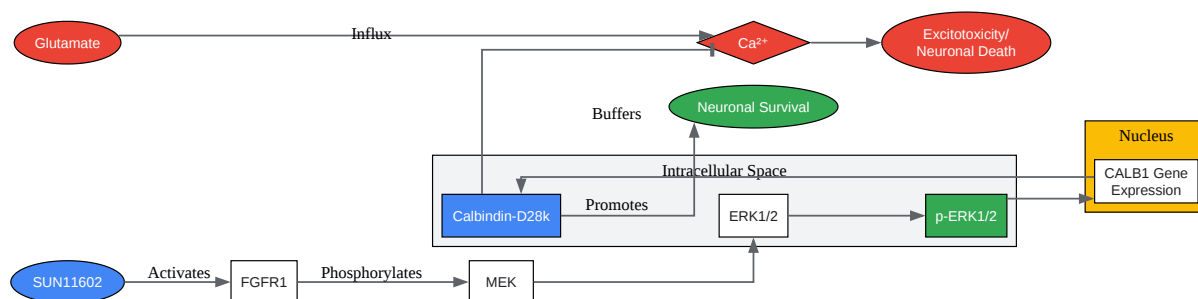 Glutamate
Influx
Ca²⁺
Excitotoxicity/
Neuronal Death
Neuronal Survival
Buffers
Nucleus
Intracellular Space
CALB1 Gene
Expression
Calbindin-D28k
Promotes
ERK1/2
p-ERK1/2
SUN11602
Activates
FGFR1
Phosphorylates
MEK